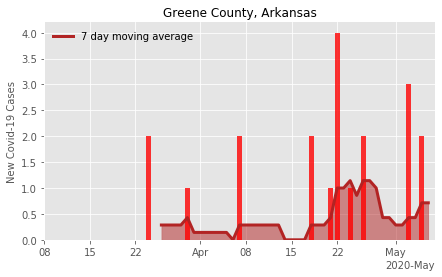 Greene County, Arkansas
7 day moving average
New Covid-19 Cases
4.0
3.5
3.0
2.5
2.0
1.5
1.0
0.5
0.0
08 15 22 Apr 08 15 22 May
2020-May